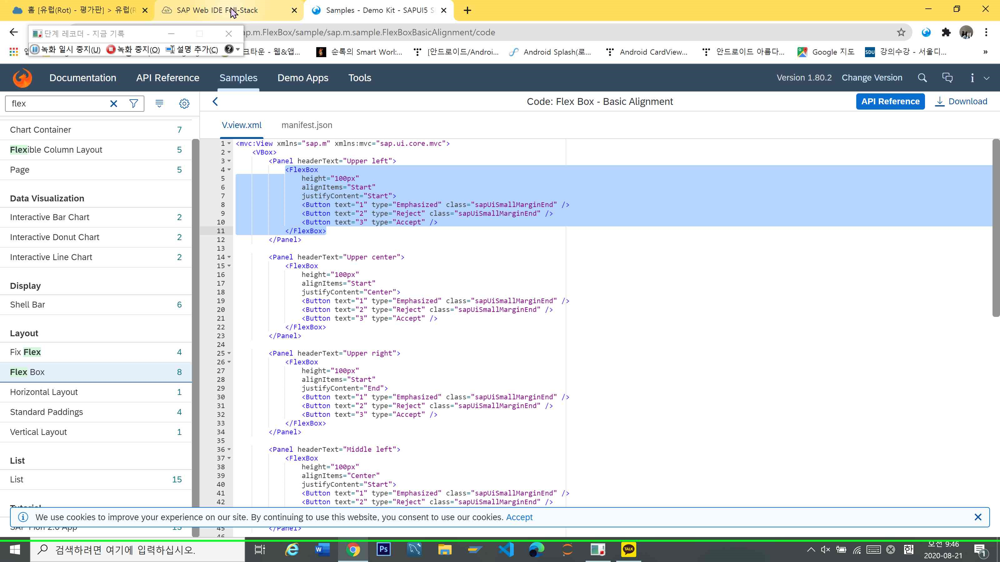 홈 [유럽(Rot) - 평가판] > 유럽(R
SAP Web IDE Full-Stack
Samples - Demo Kit - SAPUI5 S
단계 레코더 - 지금 기록
ap.m.FlexBox/sample/sap.m.sample.FlexBoxBasicAlignment/code
녹화 일시 중지(U)
녹화 중지(O)
설명 추가(C)
크타운 - 웹&앱...
순록의 Smart Worl:...
[안드로이드/Androi...
Android Splash(로...
Android CardView...
안드로이드 아름다...
Google 지도
SDU
강의수강 - 서울디...
»
Documentation
API Reference
Samples
Demo Apps
Tools
Version 1.80.2
Change Version
flex
Code: Flex Box - Basic Alignment
API Reference
Download
Chart Container 7
Flexible Column Layout 5
Page 5
Data Visualization
Interactive Bar Chart 2
Interactive Donut Chart 2
Interactive Line Chart 2
Display
Shell Bar 6
Layout
Fix Flex 4
Flex Box 8
Horizontal Layout 1
Standard Paddings 4
Vertical Layout 1
List
List 15
Tutorial
SAP Fiori 2.0 App 13
V.view.xml
manifest.json
1 <mvc:View xmlns="sap.m" xmlns:mvc="sap.ui.core.mvc">
2 <VBox>
3 <Panel headerText="Upper left">
4 <FlexBox
5 height="100px"
6 alignItems="Start"
7 justifyContent="Start">
8 <Button text="1" type="Emphasized" class="sapUiSmallMarginEnd" />
9 <Button text="2" type="Reject" class="sapUiSmallMarginEnd" />
10 <Button text="3" type="Accept" />
11 </FlexBox>
12 </Panel>
13
14 <Panel headerText="Upper center">
15 <FlexBox
16 height="100px"
17 alignItems="Start"
18 justifyContent="Center">
19 <Button text="1" type="Emphasized" class="sapUiSmallMarginEnd" />
20 <Button text="2" type="Reject" class="sapUiSmallMarginEnd" />
21 <Button text="3" type="Accept" />
22 </FlexBox>
23 </Panel>
24
25 <Panel headerText="Upper right">
26 <FlexBox
27 height="100px"
28 alignItems="Start"
29 justifyContent="End">
30 <Button text="1" type="Emphasized" class="sapUiSmallMarginEnd" />
31 <Button text="2" type="Reject" class="sapUiSmallMarginEnd" />
32 <Button text="3" type="Accept" />
33 </FlexBox>
34 </Panel>
35
36 <Panel headerText="Middle left">
37 <FlexBox
38 height="100px"
39 alignItems="Center"
40 justifyContent="Start">
41 <Button text="1" type="Emphasized" class="sapUiSmallMarginEnd" />
42 <Button text="2" type="Reject" class="sapUiSmallMarginEnd" />
45 </Panel>
46
We use cookies to improve your experience on our site. By continuing to use this website, you consent to use our cookies. Accept
검색하려면 여기에 입력하십시오.
W
Ps
TALK
한
오전 9:46
2020-08-21
1